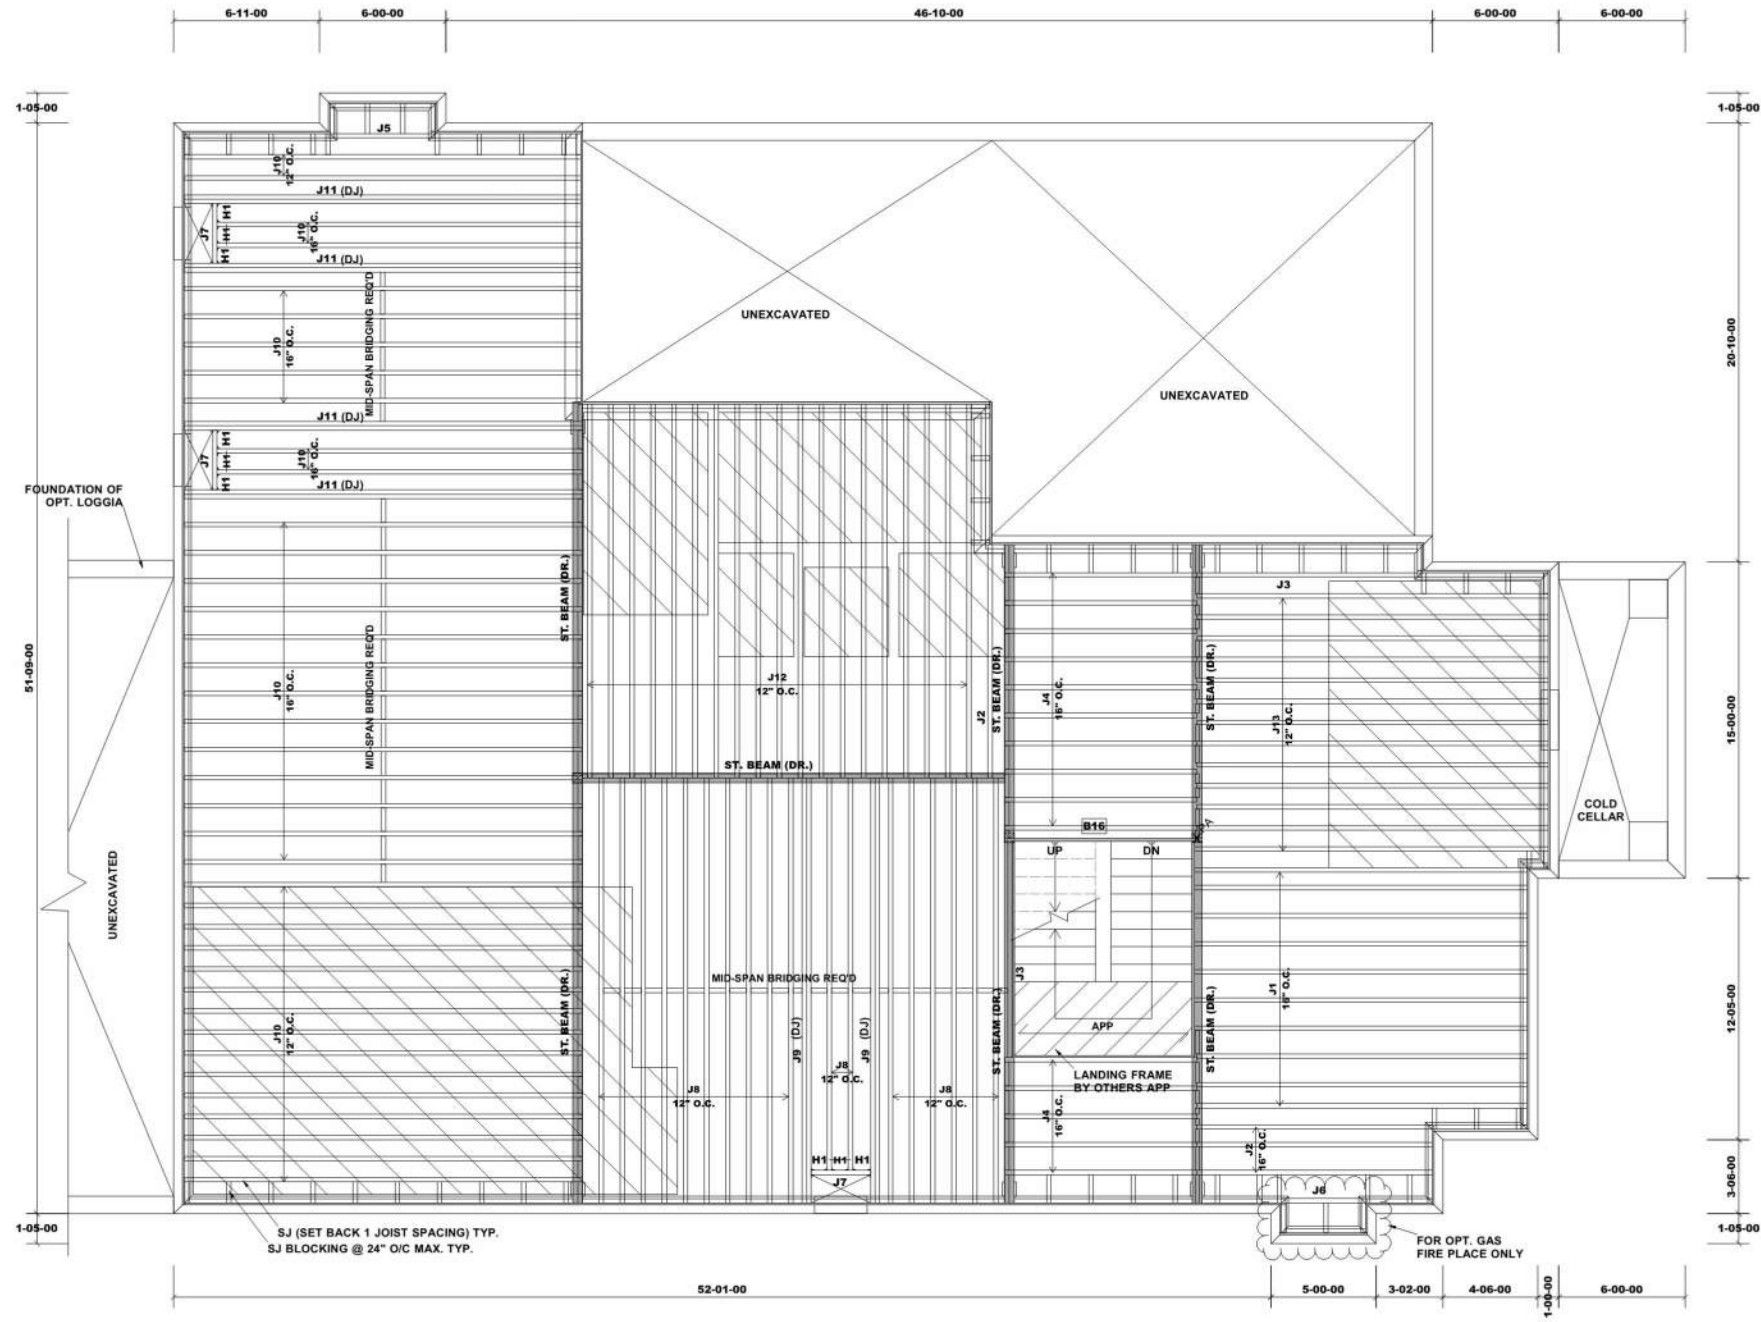 6-11-00
6-00-00
46-10-00
6-00-00
6-00-00
1-05-00
1-05-00
J5
J10
12" O.C.
J11 (DJ)
H1
J7
H1
J10
16" O.C.
H1
J11 (DJ)
MID-SPAN BRIDGING REQ'D
UNEXCAVATED
J10
16" O.C.
20-10-00
UNEXCAVATED
J11 (DJ)
H1
J7
H1
J10
16" O.C.
H1
J11 (DJ)
FOUNDATION OF
OPT. LOGGIA
ST. BEAM (DR.)
J3
51-09-00
J10
16" O.C.
MID-SPAN BRIDGING REQ'D
J12
12" O.C.
J2
ST. BEAM (DR.)
J4
16" O.C.
ST. BEAM (DR.)
J13
12" O.C.
15-00-00
ST. BEAM (DR.)
COLD
CELLAR
B16
UP
DN
UNEXCAVATED
MID-SPAN BRIDGING REQ'D
J3
J1
16" O.C.
12-05-00
J10
12" O.C.
ST. BEAM (DR.)
J9 (DJ)
J9 (DJ)
ST. BEAM (DR.)
APP
ST. BEAM (DR.)
J8
12" O.C.
J8
12" O.C.
J8
12" O.C.
LANDING FRAME
BY OTHERS APP
J4
16" O.C.
J2
16" O.C.
H1
H1
H1
J7
J6
3-06-00
1-05-00
SJ (SET BACK 1 JOIST SPACING) TYP.
SJ BLOCKING @ 24" O/C MAX. TYP.
FOR OPT. GAS
FIRE PLACE ONLY
1-05-00
52-01-00
5-00-00
3-02-00
4-06-00
1-00-00
6-00-00